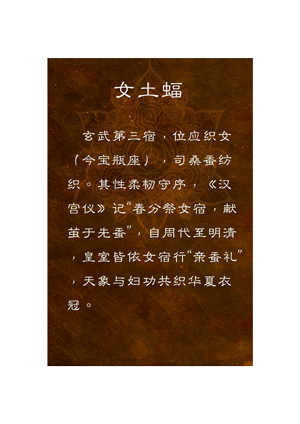 女土蝠
玄武第三宿，位应织女
（今宝瓶座），司桑蚕纺
织。其性柔韧守序，《汉
宫仪》记“春分祭女宿，献
茧于先蚕”，自周代至明清
，皇室皆依女宿行“亲蚕礼”
，天象与妇功共织华夏衣
冠。